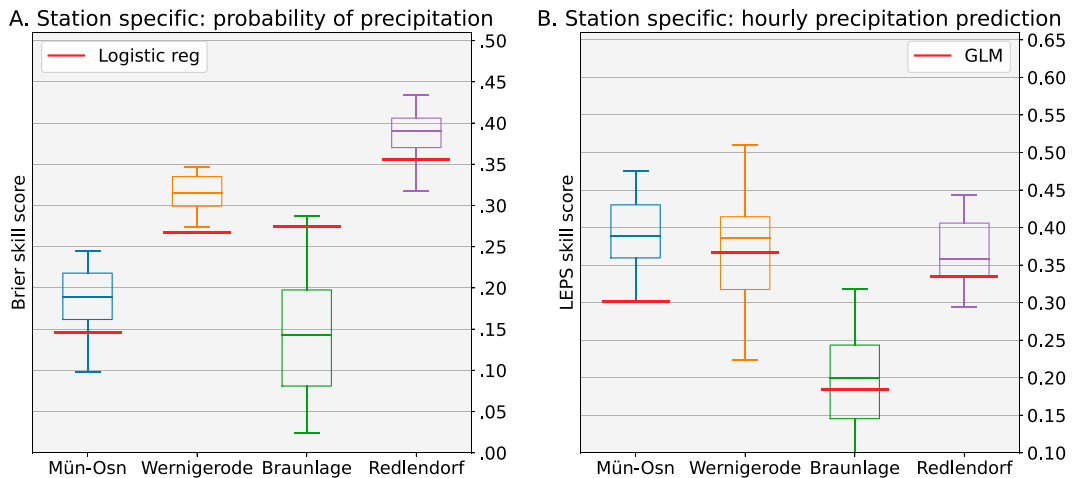 A. Station specific: probability of precipitation
Logistic reg
Brier skill score
.50
.45
.40
.35
.30
.25
.20
.15
.10
.05
.00
Mün-Osn Wernigerode Braunlage Redlendorf
B. Station specific: hourly precipitation prediction
GLM
LEPS skill score
0.65
0.60
0.55
0.50
0.45
0.40
0.35
0.30
0.25
0.20
0.15
0.10
Mün-Osn Wernigerode Braunlage Redlendorf